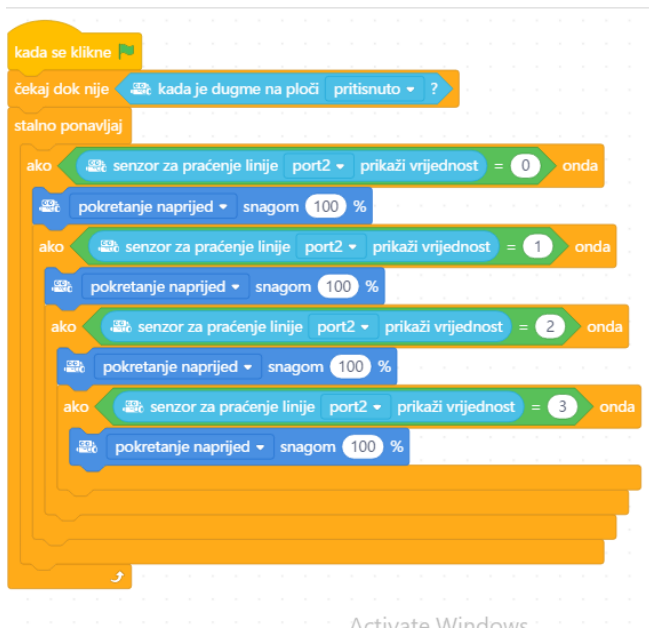 kada se klikne
čekaj dok nije kada je dugme na ploči pritisnuto ?
stalno ponavljaj
ako senzor za praćenje linije port2 prikaži vrijednost = 0 onda
pokretanje naprijed snagom 100 %
ako senzor za praćenje linije port2 prikaži vrijednost = 1 onda
pokretanje naprijed snagom 100 %
ako senzor za praćenje linije port2 prikaži vrijednost = 2 onda
pokretanje naprijed snagom 100 %
ako senzor za praćenje linije port2 prikaži vrijednost = 3 onda
pokretanje naprijed snagom 100 %
Activate Windows